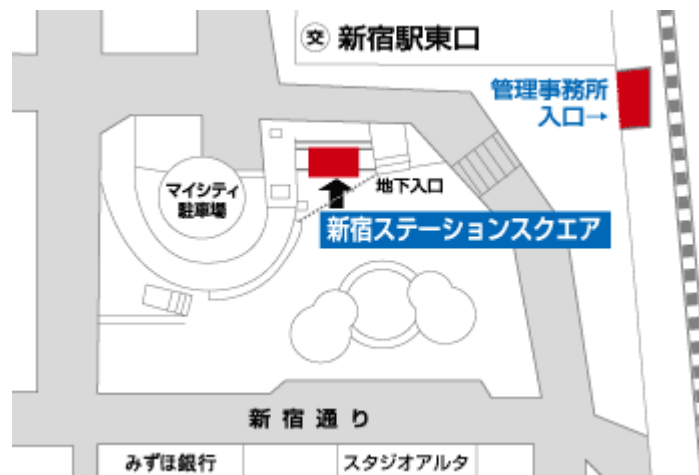 交 新宿駅東口
管理事務所
入口→
マイシティ
駐車場
地下入口
新宿ステーションスクエア
新宿通り
みずほ銀行
スタジオアルタ